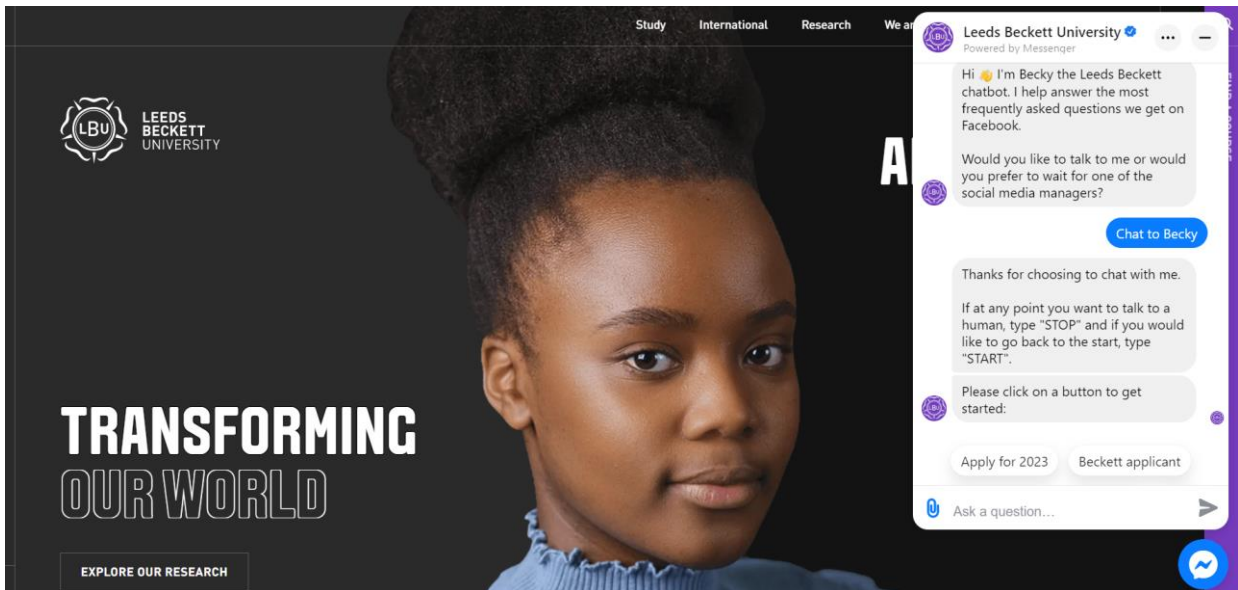 Study International Research We
LBU LEEDS
BECKETT
UNIVERSITY
TRANSFORMING
OUR WORLD
EXPLORE OUR RESEARCH
Leeds Beckett University
Powered by Messenger
Hi 👋 I'm Becky the Leeds Beckett
chatbot. I help answer the most
frequently asked questions we get on
Facebook.
Would you like to talk to me or would
you prefer to wait for one of the
social media managers?
Chat to Becky
Thanks for choosing to chat with me.
If at any point you want to talk to a
human, type "STOP" and if you would
like to go back to the start, type
"START".
Please click on a button to get
started:
Apply for 2023 Beckett applicant
Ask a question...